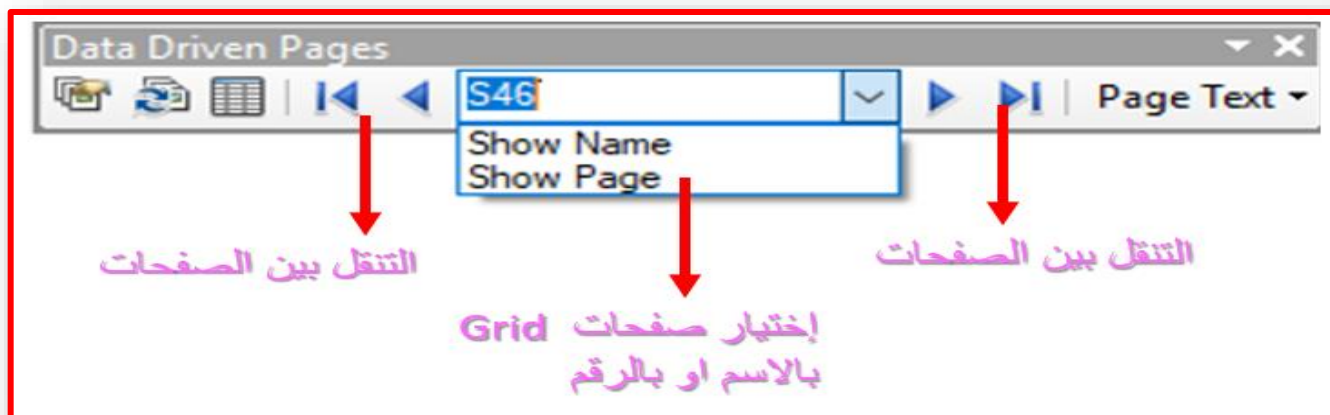 Data Driven Pages
S46 Page Text
Show Name
Show Page
التنقل بين الصفحات
التنقل بين الصفحات
إختيار صفحات Grid
بالاسم او بالرقم